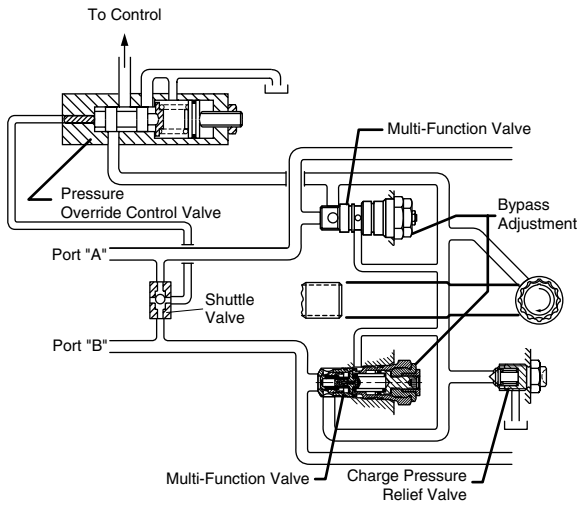 To Control
Multi-Function Valve
Pressure
Override Control Valve
Bypass
Adjustment
Port "A"
Shuttle
Valve
Port "B"
Multi-Function Valve
Charge Pressure
Relief Valve